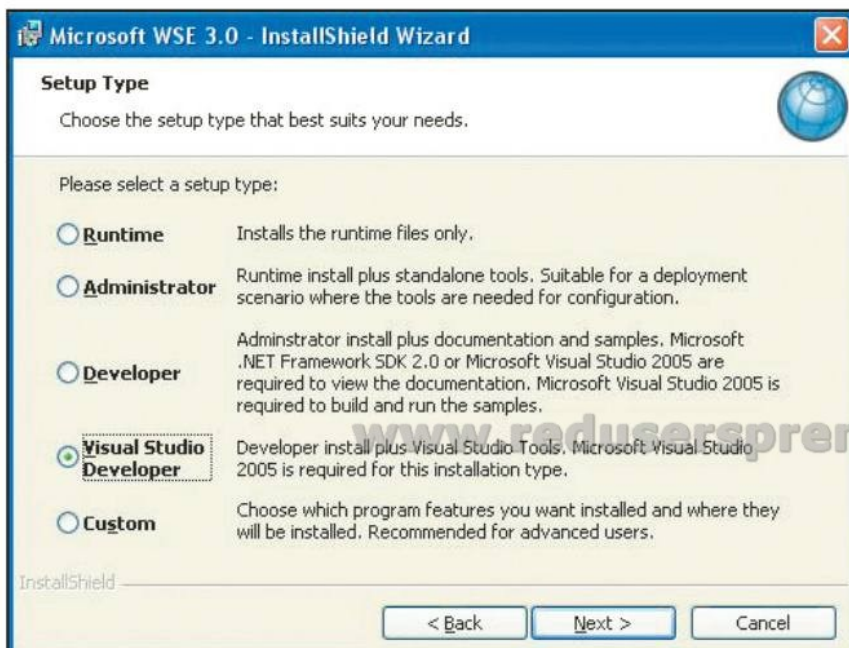 Microsoft WSE 3.0 - InstallShield Wizard
Setup Type
Choose the setup type that best suits your needs.
Please select a setup type:
Runtime
Installs the runtime files only.
Administrator
Runtime install plus standalone tools. Suitable for a deployment
scenario where the tools are needed for configuration.
Developer
Adminstrator install plus documentation and samples. Microsoft
.NET Framework SDK 2.0 or Microsoft Visual Studio 2005 are
required to view the documentation. Microsoft Visual Studio 2005 is
required to build and run the samples.
Visual Studio
Developer
Developer install plus Visual Studio Tools. Microsoft Visual Studio
2005 is required for this installation type.
www.redusersprem
Custom
Choose which program features you want installed and where they
will be installed. Recommended for advanced users.
InstallShield
< Back
Next >
Cancel